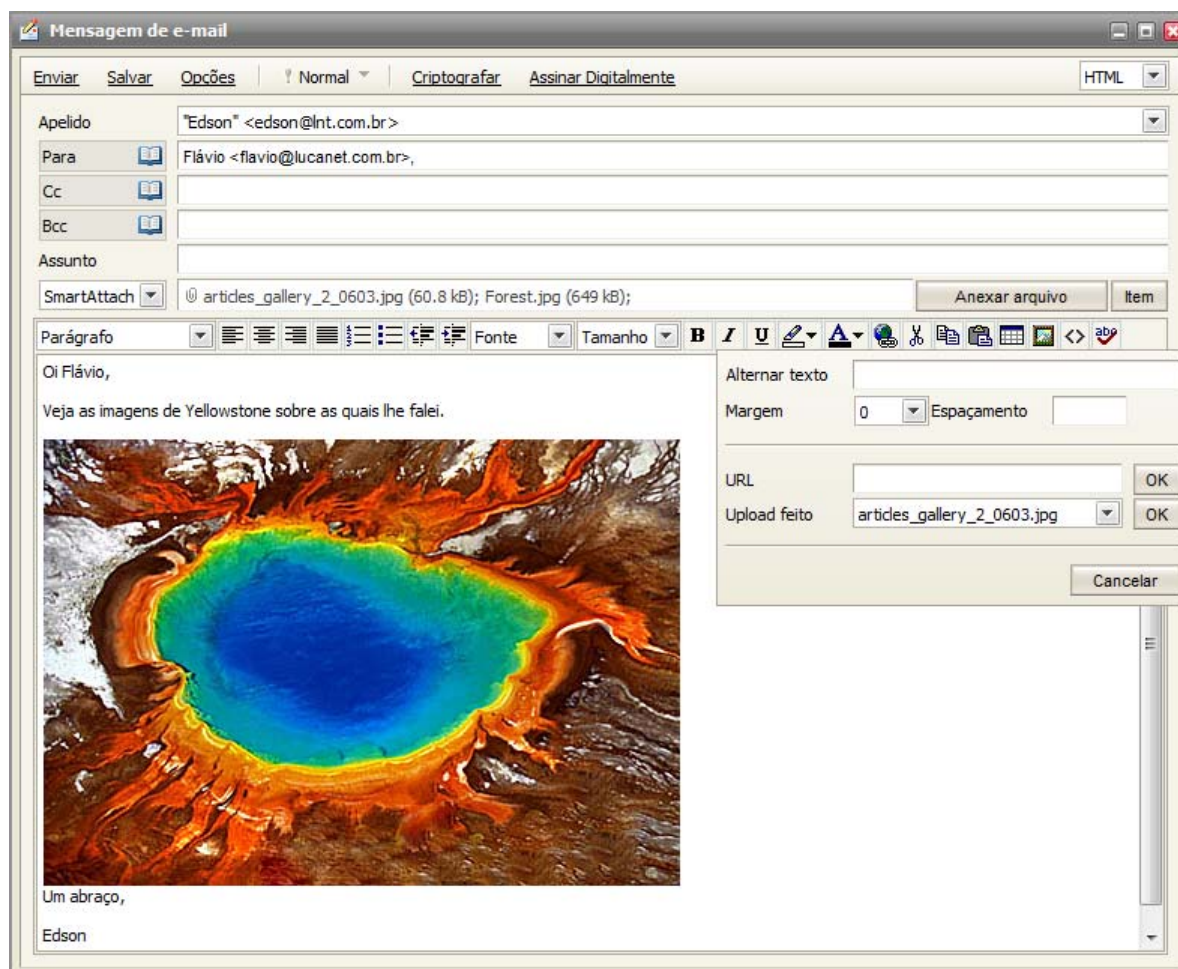 Mensagem de e-mail
Enviar Salvar Opções Normal Criptografar Assinar Digitalmente HTML
Apelido "Edson" <edson@lnt.com.br>
Para Flávio <flavio@lucanet.com.br>,
Cc
Bcc
Assunto
SmartAttach articles_gallery_2_0603.jpg (60.8 kB); Forest.jpg (649 kB); Anexar arquivo Item
Parágrafo Fonte Tamanho B I U A <> aby
Oi Flávio,
Alternar texto
Veja as imagens de Yellowstone sobre as quais lhe falei.
Margem 0 Espaçamento
URL OK
Upload feito articles_gallery_2_0603.jpg OK
Cancelar
Um abraço,
Edson